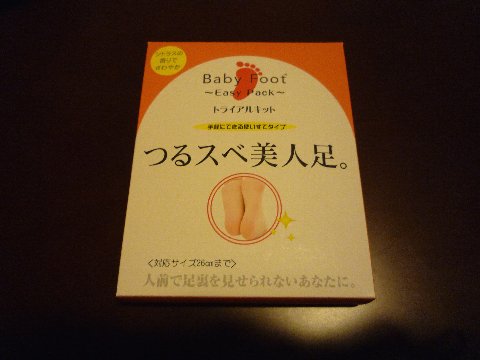 シトラスの
香りで
さわやか
Baby Foot
～Easy Pack～
トライアルキット
手軽にできる使いすてタイプ
つるスベ美人足。
<対応サイズ26cmまで>
人前で足裏を見せられないあなたに。